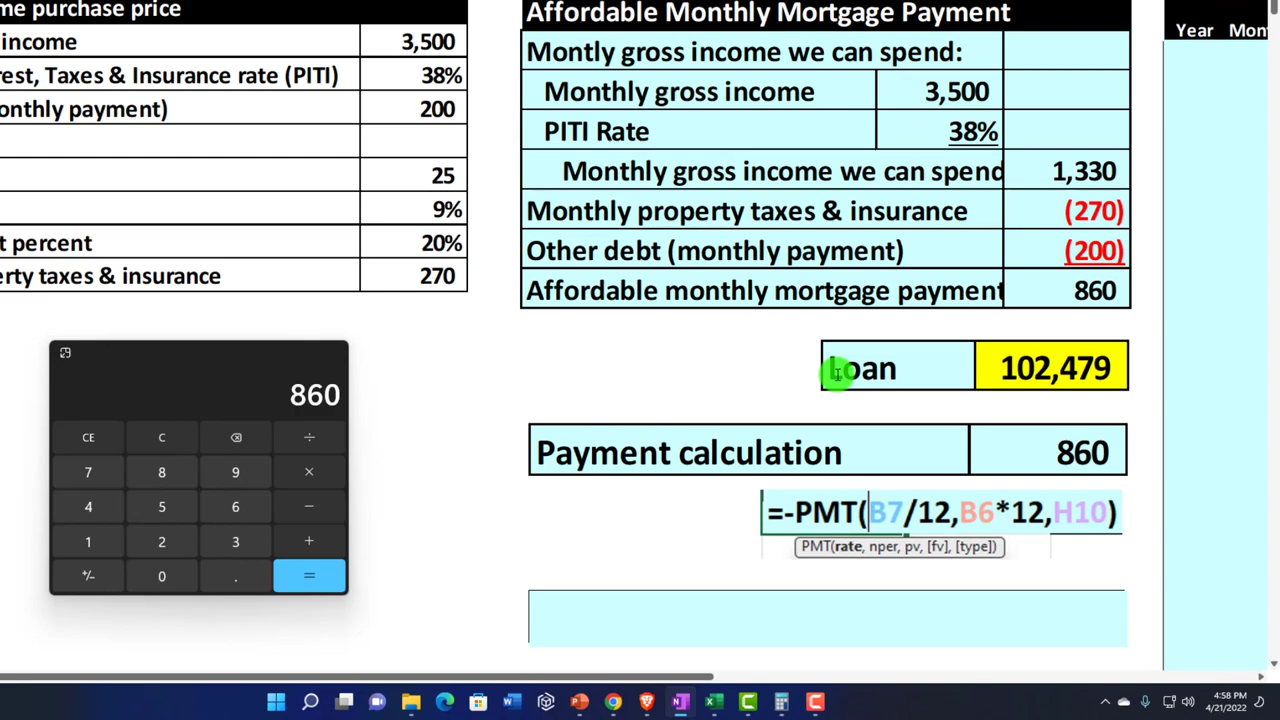 me purchase price
income 3,500
rest, Taxes & Insurance rate (PITI) 38%
onthly payment) 200
25
9%
t percent 20%
erty taxes & insurance 270
Affordable Monthly Mortgage Payment
Montly gross income we can spend:
Monthly gross income 3,500
PITI Rate 38%
Monthly gross income we can spend 1,330
Monthly property taxes & insurance (270)
Other debt (monthly payment) (200)
Affordable monthly mortgage payment 860
Loan 102,479
Payment calculation 860
=-PMT(B7/12,B6*12,H10)
PMT(rate, nper, pv, [fv], [type])
Year Mon
860
CE C ÷
7 8 9 ×
4 5 6 −
1 2 3 +
+/- 0 . =
4:58 PM
4/21/2022